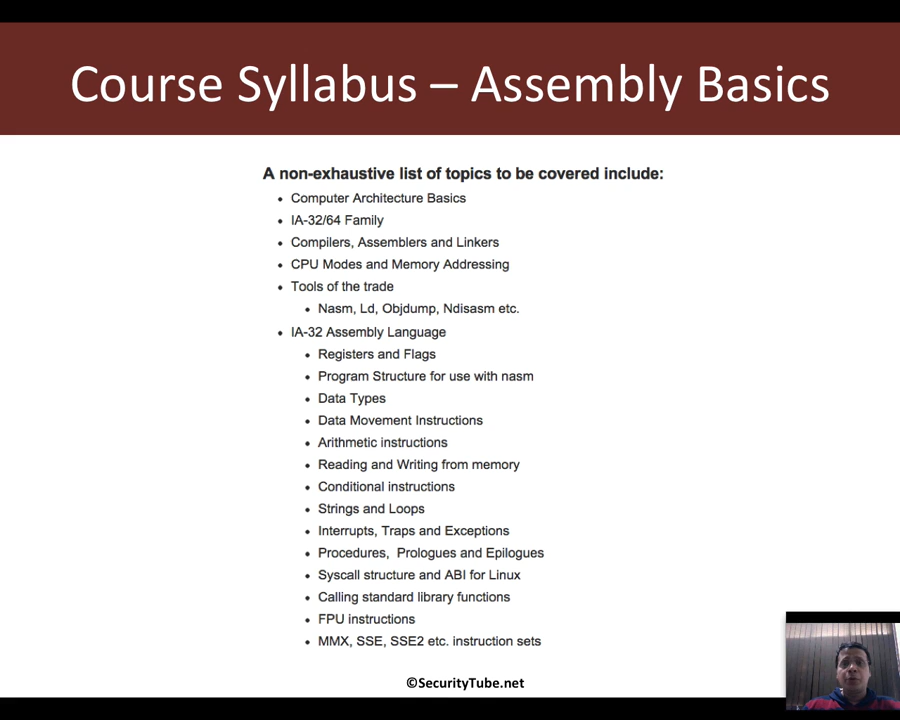 Course Syllabus – Assembly Basics
A non-exhaustive list of topics to be covered include:
• Computer Architecture Basics
• IA-32/64 Family
• Compilers, Assemblers and Linkers
• CPU Modes and Memory Addressing
• Tools of the trade
• Nasm, Ld, Objdump, Ndisasm etc.
• IA-32 Assembly Language
• Registers and Flags
• Program Structure for use with nasm
• Data Types
• Data Movement Instructions
• Arithmetic instructions
• Reading and Writing from memory
• Conditional instructions
• Strings and Loops
• Interrupts, Traps and Exceptions
• Procedures,  Prologues and Epilogues
• Syscall structure and ABI for Linux
• Calling standard library functions
• FPU instructions
• MMX, SSE, SSE2 etc. instruction sets
©SecurityTube.net